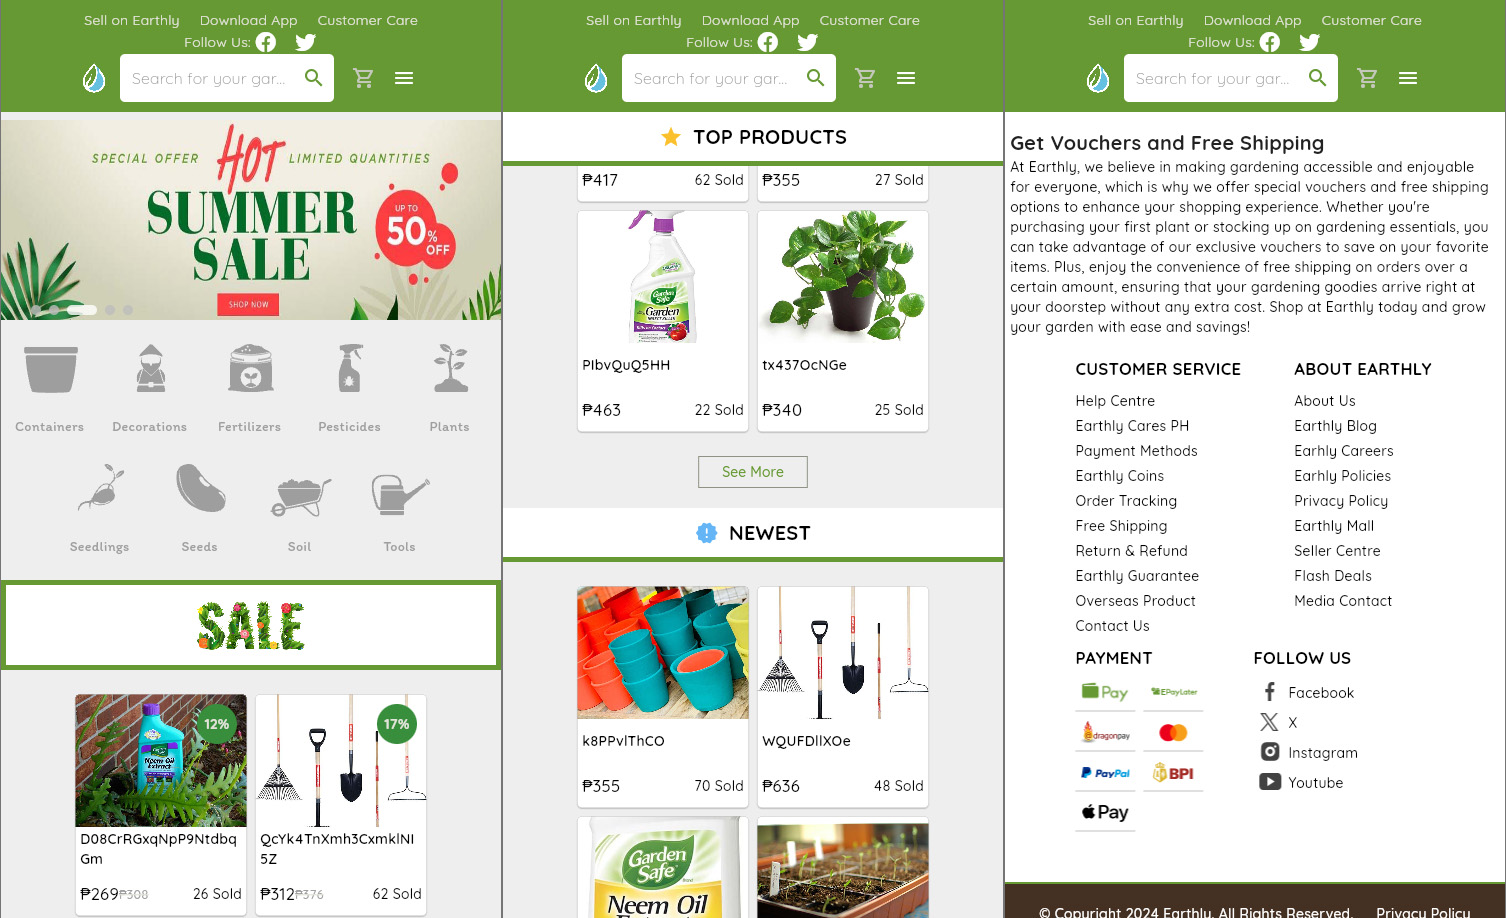 Sell on Earthly Download App Customer Care
Follow Us:
Search for your gar...
SPECIAL OFFER HOT LIMITED QUANTITIES
SUMMER
SALE
UP TO
50%
OFF
SHOP NOW
Containers Decorations Fertilizers Pesticides Plants
Seedlings Seeds Soil Tools
SALE
12%
17%
Neem Oil
Extract
D08CrRGxqNpP9Ntdbq
Gm
₱269 ₱308 26 Sold
QcYk4TnXmh3CxmklNI
5Z
₱312 ₱376 62 Sold
Sell on Earthly Download App Customer Care
Follow Us:
Search for your gar...
TOP PRODUCTS
₱417 62 Sold
₱355 27 Sold
Garden
Safe
Garden
INSECT KILLER
PIbvQuQ5HH
₱463 22 Sold
tx437OcNGe
₱340 25 Sold
See More
NEWEST
k8PPvlThCO
₱355 70 Sold
WQUFDllXOe
₱636 48 Sold
Garden
Safe
Neem Oil
Sell on Earthly Download App Customer Care
Follow Us:
Search for your gar...
Get Vouchers and Free Shipping
At Earthly, we believe in making gardening accessible and enjoyable
for everyone, which is why we offer special vouchers and free shipping
options to enhance your shopping experience. Whether you're
purchasing your first plant or stocking up on gardening essentials, you
can take advantage of our exclusive vouchers to save on your favorite
items. Plus, enjoy the convenience of free shipping on orders over a
certain amount, ensuring that your gardening goodies arrive right at
your doorstep without any extra cost. Shop at Earthly today and grow
your garden with ease and savings!
CUSTOMER SERVICE
Help Centre
Earthly Cares PH
Payment Methods
Earthly Coins
Order Tracking
Free Shipping
Return & Refund
Earthly Guarantee
Overseas Product
Contact Us
ABOUT EARTHLY
About Us
Earthly Blog
Earhly Careers
Earhly Policies
Privacy Policy
Earthly Mall
Seller Centre
Flash Deals
Media Contact
PAYMENT
Pay
EPayLater
dragonpay
PayPal
BPI
Pay
FOLLOW US
Facebook
X
Instagram
Youtube
© Copyright 2024 Earthly. All Rights Reserved. Privacy Policy